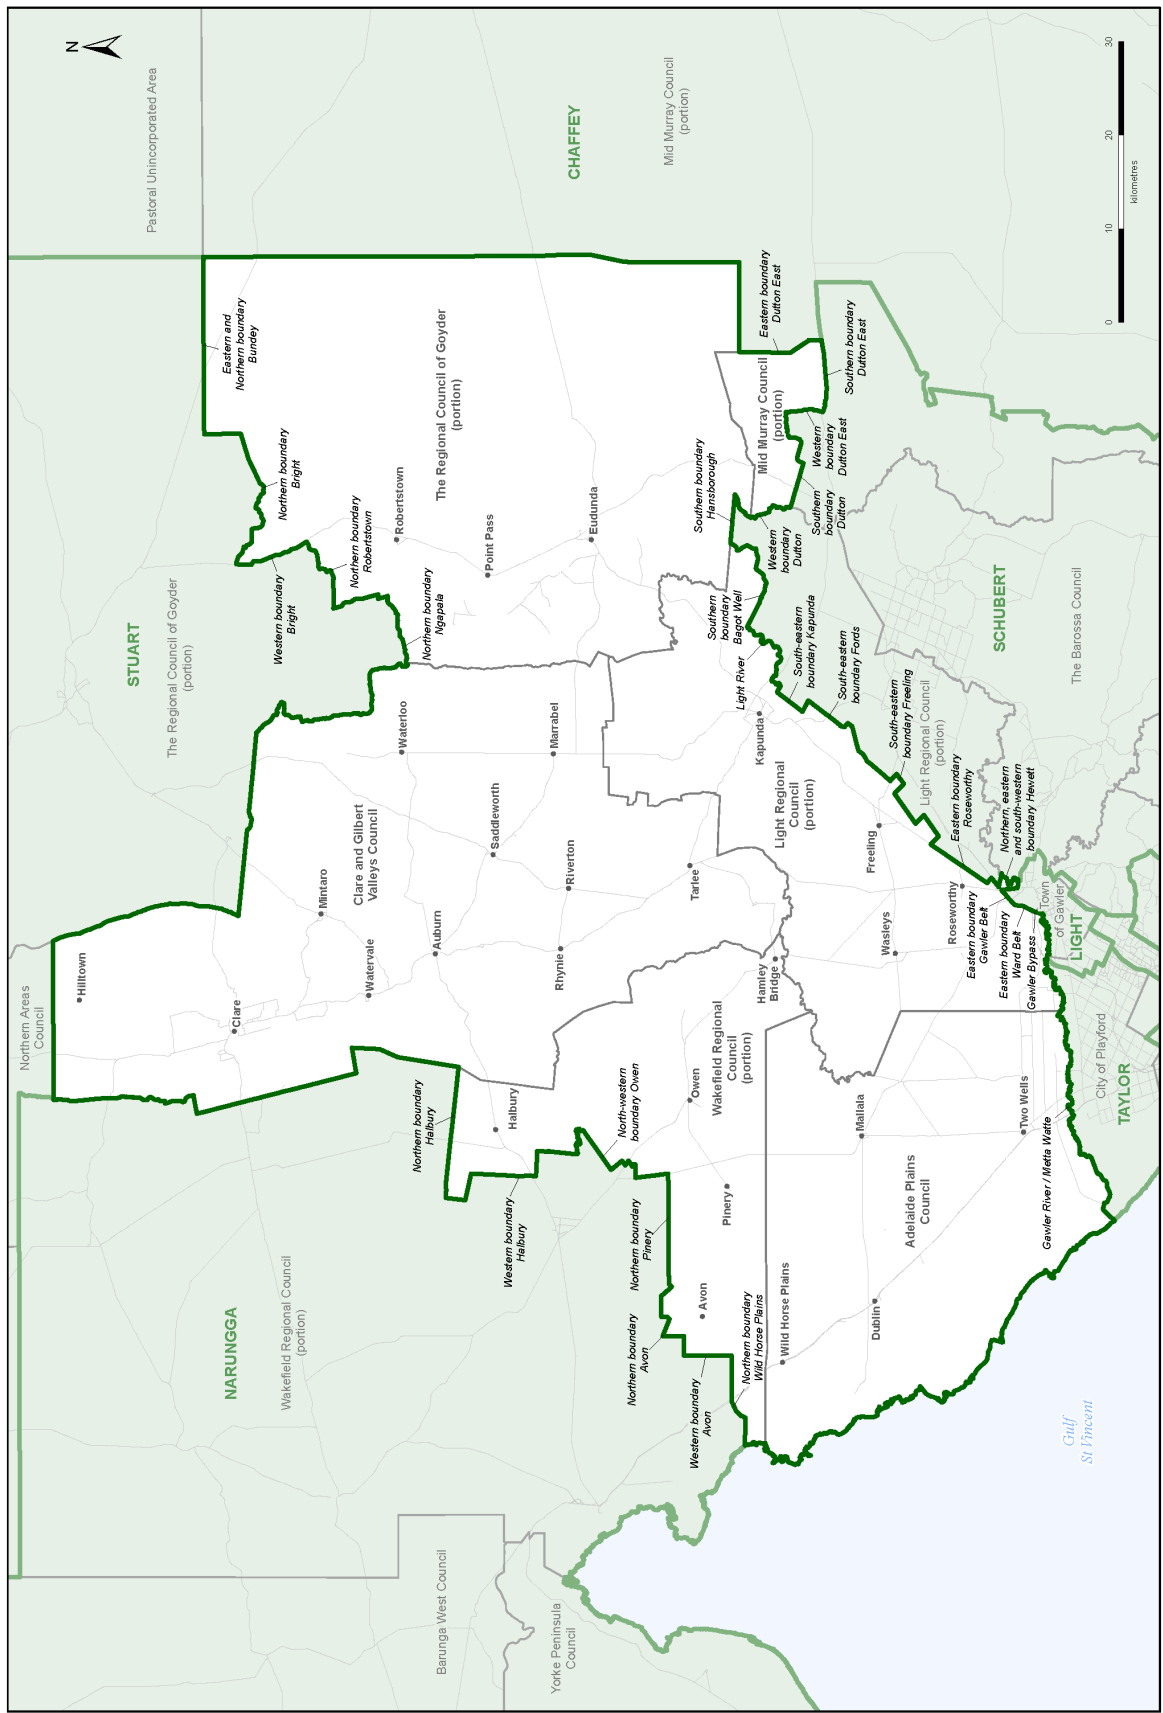 N
Pastoral Unincorporated Area
CHAFFEY
Mid Murray Council
(portion)
0
10
20
30
kilometres
STUART
The Regional Council of Goyder
(portion)
Eastern and
Northern boundary
Bundey
Northern boundary
Bright
Western boundary
Bright
Northern boundary
Robertstown
Northern boundary
Ngapala
The Regional Council of Goyder
(portion)
Robertstown
Point Pass
Eudunda
Eastern boundary
Dutton East
Southern boundary
Dutton East
Mid Murray Council
(portion)
Western
boundary
Dutton East
Southern
boundary
Dutton
Western
boundary
Dutton
Southern boundary
Hansborough
Southern
boundary
Bagot Well
Light River
South-eastern
boundary Kapunda
South-eastern
boundary Fords
South-eastern
boundary Freeling
SCHUBERT
The Barossa Council
Light Regional Council
(portion)
Eastern boundary
Roseworthy
Northern, eastern
and south-western
boundary Hewett
Northern Areas
Council
Hilltown
Clare
Mintaro
Watervale
Clare and Gilbert
Valleys Council
Waterloo
Marrabel
Saddleworth
Riverton
Auburn
Rhynie
Tarlee
Kapunda
Light Regional
Council
(portion)
Freeling
Wasleys
Roseworthy
Hamley
Bridge
Eastern boundary
Gawler Belt
Eastern boundary
Ward Belt
Gawler Bypass
Town
of Gawler
LIGHT
City of Playford
TAYLOR
Northern boundary
Halbury
Halbury
Western boundary
Halbury
North-western
boundary Owen
Owen
Wakefield Regional
Council
(portion)
Northern boundary
Pinery
Pinery
Northern boundary
Avon
Avon
Western boundary
Avon
Northern boundary
Wild Horse Plains
Wild Horse Plains
Mallala
Two Wells
Dublin
Adelaide Plains
Council
Gawler River / Metta Watte
NARUNGGA
Wakefield Regional Council
(portion)
Barunga West Council
Yorke Peninsula
Council
Gulf
St Vincent